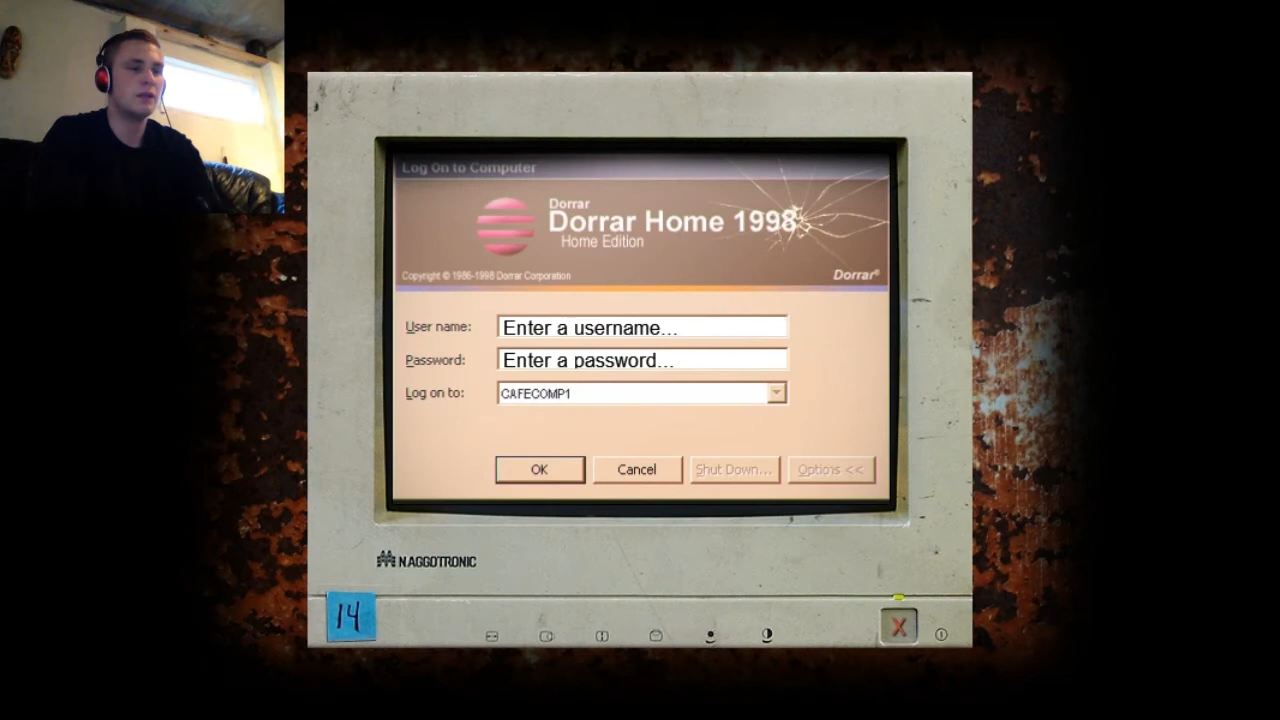 Log On to Computer
Dorrar
Dorrar Home 1998
Home Edition
Copyright © 1986-1998 Dorrar Corporation
Dorrar®
User name: Enter a username...
Password: Enter a password...
Log on to: CAFECOMP1
OK Cancel Shut Down... Options <<
NAGGOTRONIC
14
X